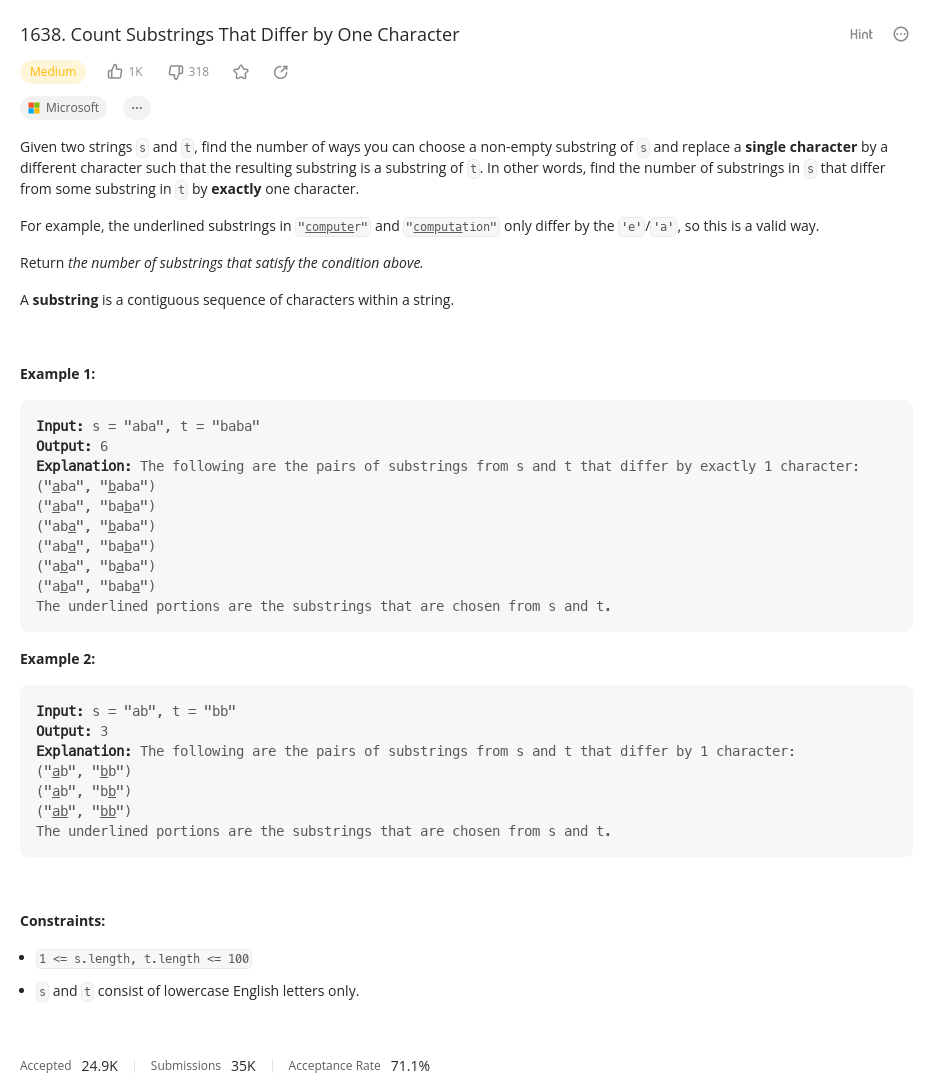 1638. Count Substrings That Differ by One Character
Hint
Medium
1K
318
Microsoft
Given two strings s and t, find the number of ways you can choose a non-empty substring of s and replace a single character by a
different character such that the resulting substring is a substring of t. In other words, find the number of substrings in s that differ
from some substring in t by exactly one character.
For example, the underlined substrings in "computer" and "computation" only differ by the 'e'/'a', so this is a valid way.
Return the number of substrings that satisfy the condition above.
A substring is a contiguous sequence of characters within a string.
Example 1:
Input: s = "aba", t = "baba"
Output: 6
Explanation: The following are the pairs of substrings from s and t that differ by exactly 1 character:
("aba", "baba")
("aba", "baba")
("aba", "baba")
("aba", "baba")
("aba", "baba")
("aba", "baba")
The underlined portions are the substrings that are chosen from s and t.
Example 2:
Input: s = "ab", t = "bb"
Output: 3
Explanation: The following are the pairs of substrings from s and t that differ by 1 character:
("ab", "bb")
("ab", "bb")
("ab", "bb")
The underlined portions are the substrings that are chosen from s and t.
Constraints:
1 <= s.length, t.length <= 100
s and t consist of lowercase English letters only.
Accepted 24.9K Submissions 35K Acceptance Rate 71.1%